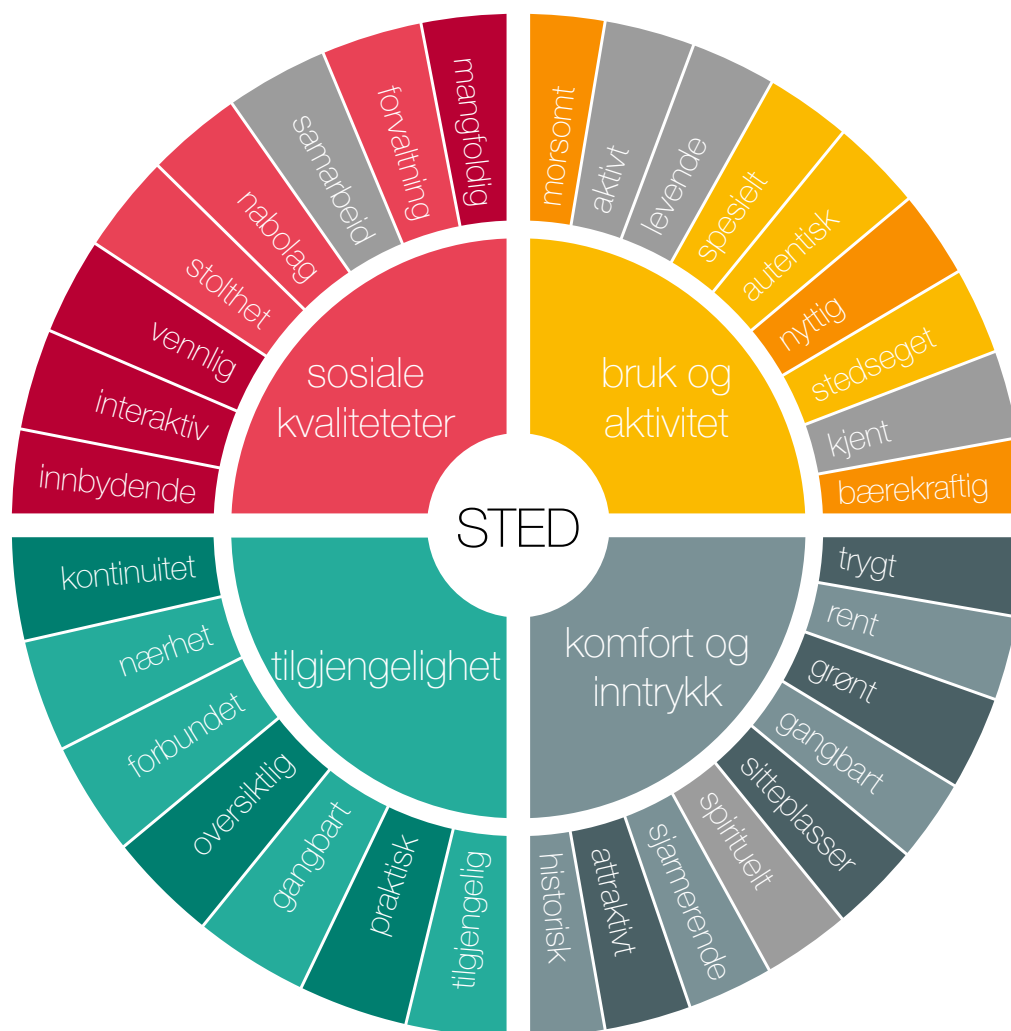 mangfoldig
forvaltning
samarbeid
nabolag
stolthet
vennlig
interaktiv
innbydende
morsomt
aktivt
levende
spesielt
autentisk
nyttig
stedseget
kjent
bærekraftig
sosiale
kvaliteteter
bruk og
aktivitet
STED
tilgjengelighet
komfort og
inntrykk
kontinuitet
nærhet
forbundet
oversiktlig
gangbart
praktisk
tilgjengelig
trygt
rent
grønt
gangbart
sitteplasser
spirituelt
sjarmerende
attraktivt
historisk